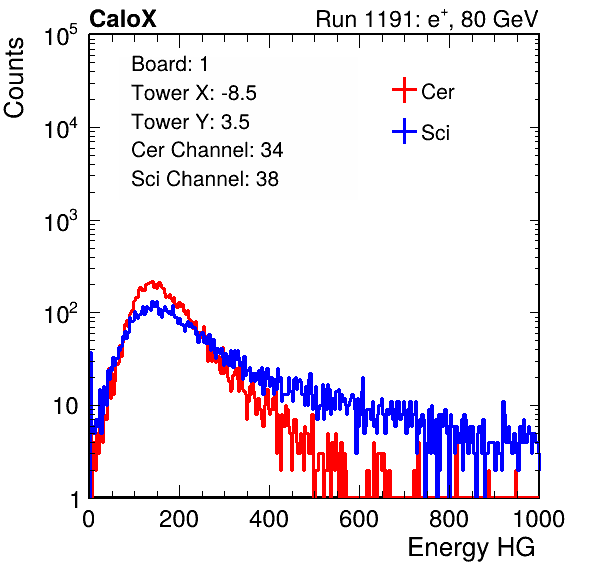 CaloX Run 1191: e⁺, 80 GeV
Counts
Board: 1
Tower X: -8.5
Tower Y: 3.5
Cer Channel: 34
Sci Channel: 38
Cer
Sci
10⁵
10⁴
10³
10²
10
1
0 200 400 600 800 1000
Energy HG